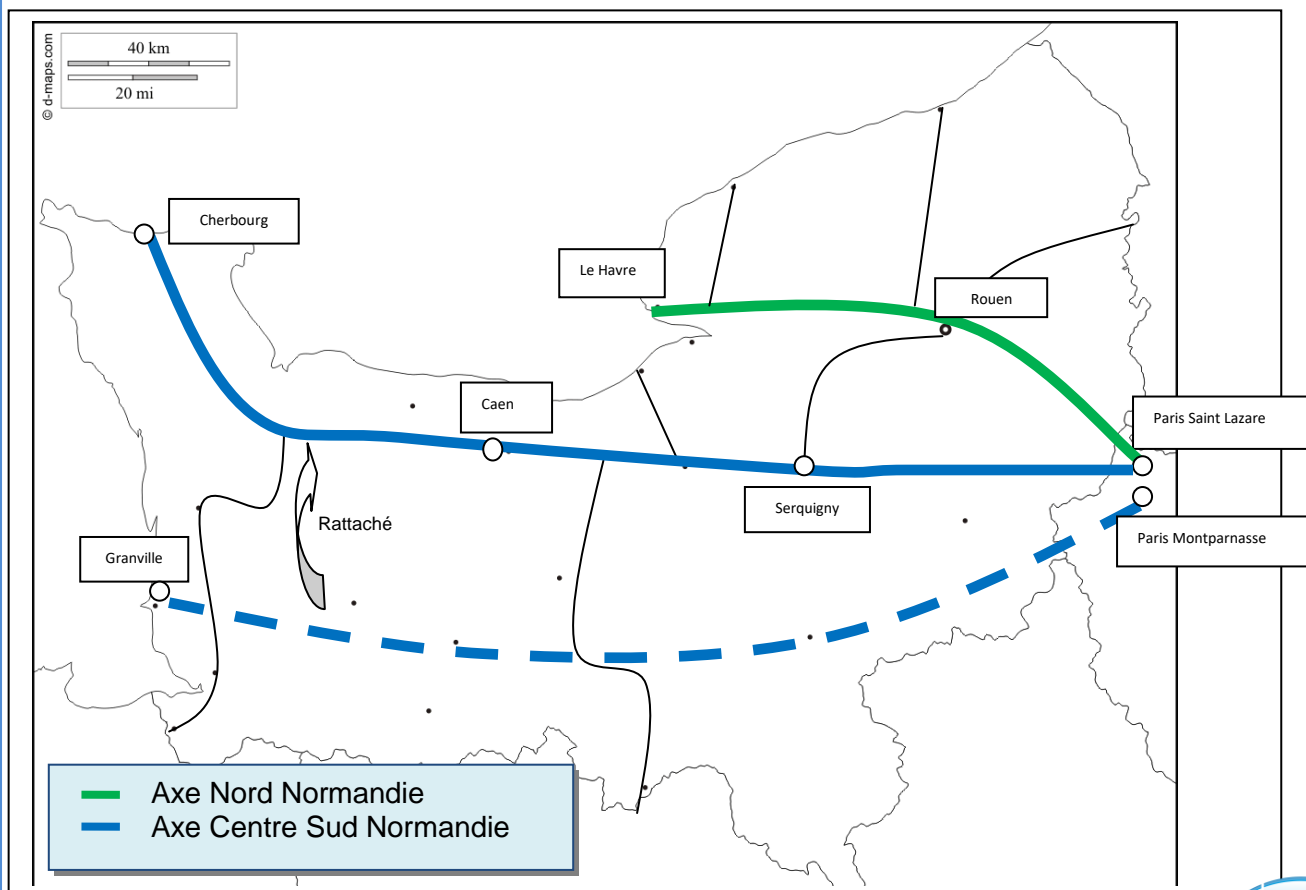 © d-maps.com
40 km
20 mi
Cherbourg
Le Havre
Rouen
Caen
Paris Saint Lazare
Serquigny
Rattaché
Paris Montparnasse
Granville
Axe Nord Normandie
Axe Centre Sud Normandie